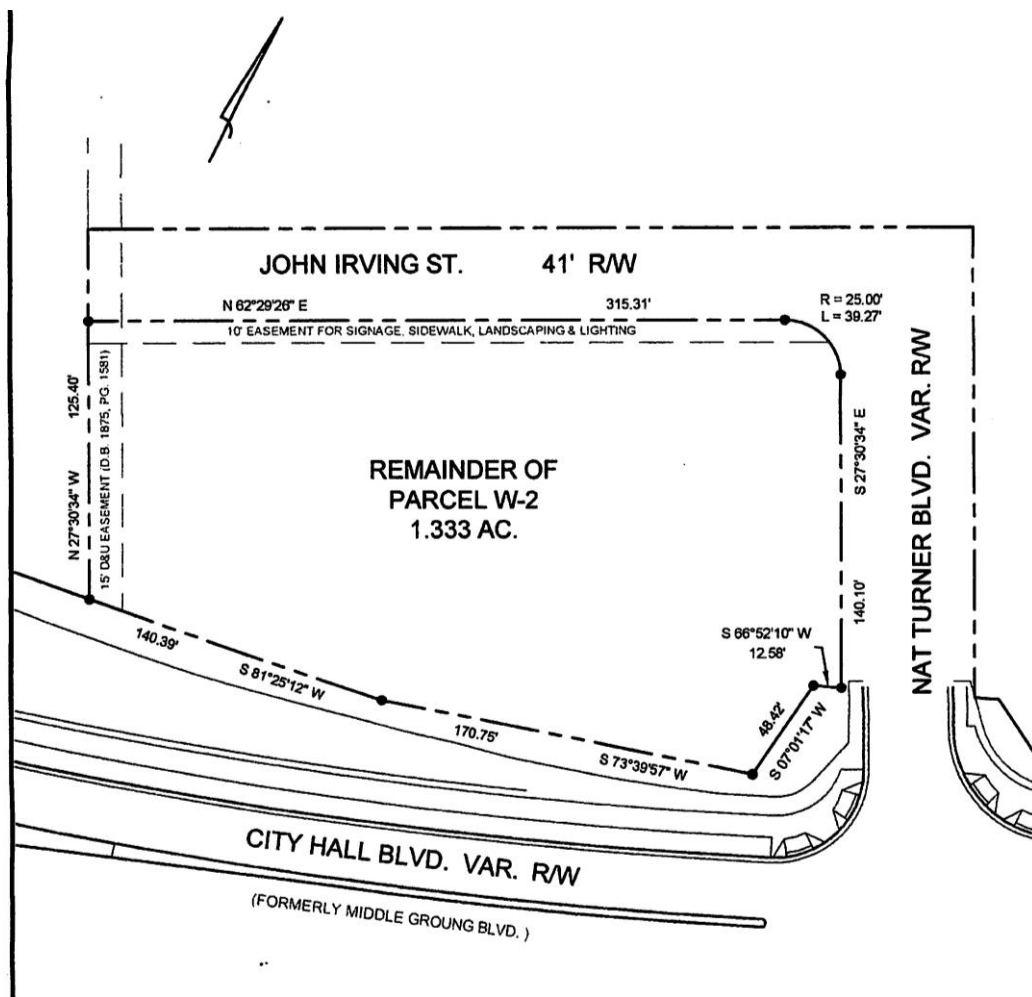 JOHN IRVING ST. 41' R/W
N 62°29'26" E 315.31'
R = 25.00'
L = 39.27'
10' EASEMENT FOR SIGNAGE, SIDEWALK, LANDSCAPING & LIGHTING
N 27°30'34" W 125.40'
15' D&U EASEMENT (D.B. 1875, PG. 1581)
REMAINDER OF
PARCEL W-2
1.333 AC.
S 27°30'34" E 140.10'
NAT TURNER BLVD. VAR. R/W
S 66°52'10" W
12.58'
48.42'
S 07°01'17" W
140.39' S 81°25'12" W
170.75' S 73°39'57" W
CITY HALL BLVD. VAR. R/W
(FORMERLY MIDDLE GROUNG BLVD. )